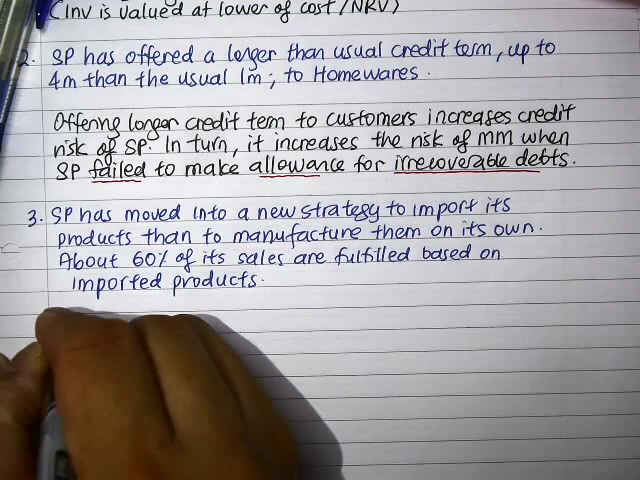 (Inv is valued at lower of cost/NRV)
2. SP has offered a longer than usual credit term, up to
4m than the usual 1m, to Homewares.
Offering longer credit tem to customers increases credit
risk of SP. In turn, it increases the risk of MM when
SP failed to make allowance for irrecoverable debts.
3. SP has moved into a new strategy to import its
products than to manufacture them on its own.
About 60% of its sales are fulfilled based on
imported products.